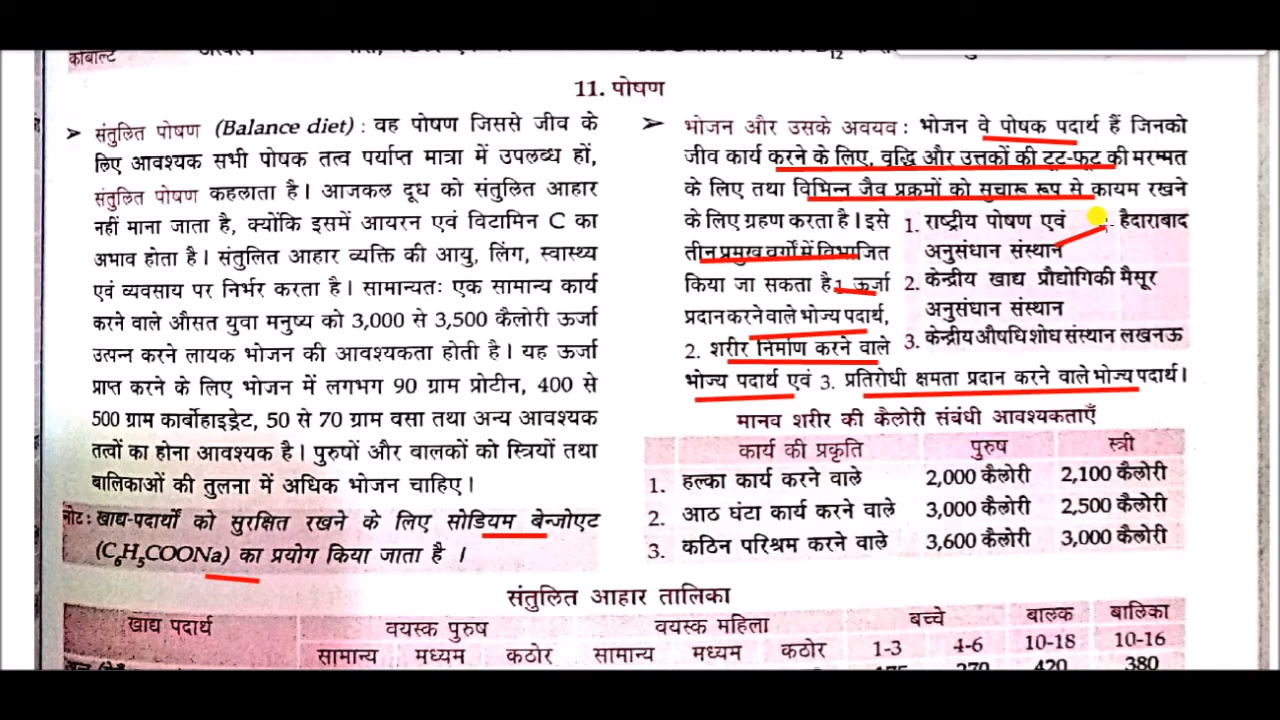 कोबाल्ट
12
11. पोषण
➢ संतुलित पोषण (Balance diet) : वह पोषण जिससे जीव के
लिए आवश्यक सभी पोषक तत्व पर्याप्त मात्रा में उपलब्ध हों,
संतुलित पोषण कहलाता है। आजकल दूध को संतुलित आहार
नहीं माना जाता है, क्योंकि इसमें आयरन एवं विटामिन C का
अभाव होता है। संतुलित आहार व्यक्ति की आयु, लिंग, स्वास्थ्य
एवं व्यवसाय पर निर्भर करता है। सामान्यतः एक सामान्य कार्य
करने वाले औसत युवा मनुष्य को 3,000 से 3,500 कैलोरी ऊर्जा
उत्पन्न करने लायक भोजन की आवश्यकता होती है। यह ऊर्जा
प्राप्त करने के लिए भोजन में लगभग 90 ग्राम प्रोटीन, 400 से
500 ग्राम कार्बोहाइड्रेट, 50 से 70 ग्राम वसा तथा अन्य आवश्यक
तत्वों का होना आवश्यक है। पुरुषों और बालकों को स्त्रियों तथा
बालिकाओं की तुलना में अधिक भोजन चाहिए।
नोट: खाद्य-पदार्थों को सुरक्षित रखने के लिए सोडियम बेन्जोएट
(C6H5COONa) का प्रयोग किया जाता है ।
➢ भोजन और उसके अवयव : भोजन वे पोषक पदार्थ हैं जिनको
जीव कार्य करने के लिए, वृद्धि और उत्तकों की टूट-फूट की मरम्मत
के लिए तथा विभिन्न जैव प्रक्रमों को सुचारू रूप से कायम रखने
के लिए ग्रहण करता है। इसे
तीन प्रमुख वर्गों में विभाजित
किया जा सकता है 1. ऊर्जा
प्रदान करने वाले भोज्य पदार्थ,
2. शरीर निर्माण करने वाले
भोज्य पदार्थ एवं 3. प्रतिरोधी क्षमता प्रदान करने वाले भोज्य पदार्थ।
1. राष्ट्रीय पोषण एवं हैदाराबाद
अनुसंधान संस्थान
2. केन्द्रीय खाद्य प्रौद्योगिकी मैसूर
अनुसंधान संस्थान
3. केन्द्रीय औषधि शोध संस्थान लखनऊ
मानव शरीर की कैलोरी संबंधी आवश्यकताएँ
कार्य की प्रकृति पुरुष स्त्री
1. हल्का कार्य करने वाले 2,000 कैलोरी 2,100 कैलोरी
2. आठ घंटा कार्य करने वाले 3,000 कैलोरी 2,500 कैलोरी
3. कठिन परिश्रम करने वाले 3,600 कैलोरी 3,000 कैलोरी
संतुलित आहार तालिका
खाद्य पदार्थ वयस्क पुरुष वयस्क महिला बच्चे बालक बालिका
सामान्य मध्यम कठोर सामान्य मध्यम कठोर 1-3 4-6 10-18 10-16
270 420 380